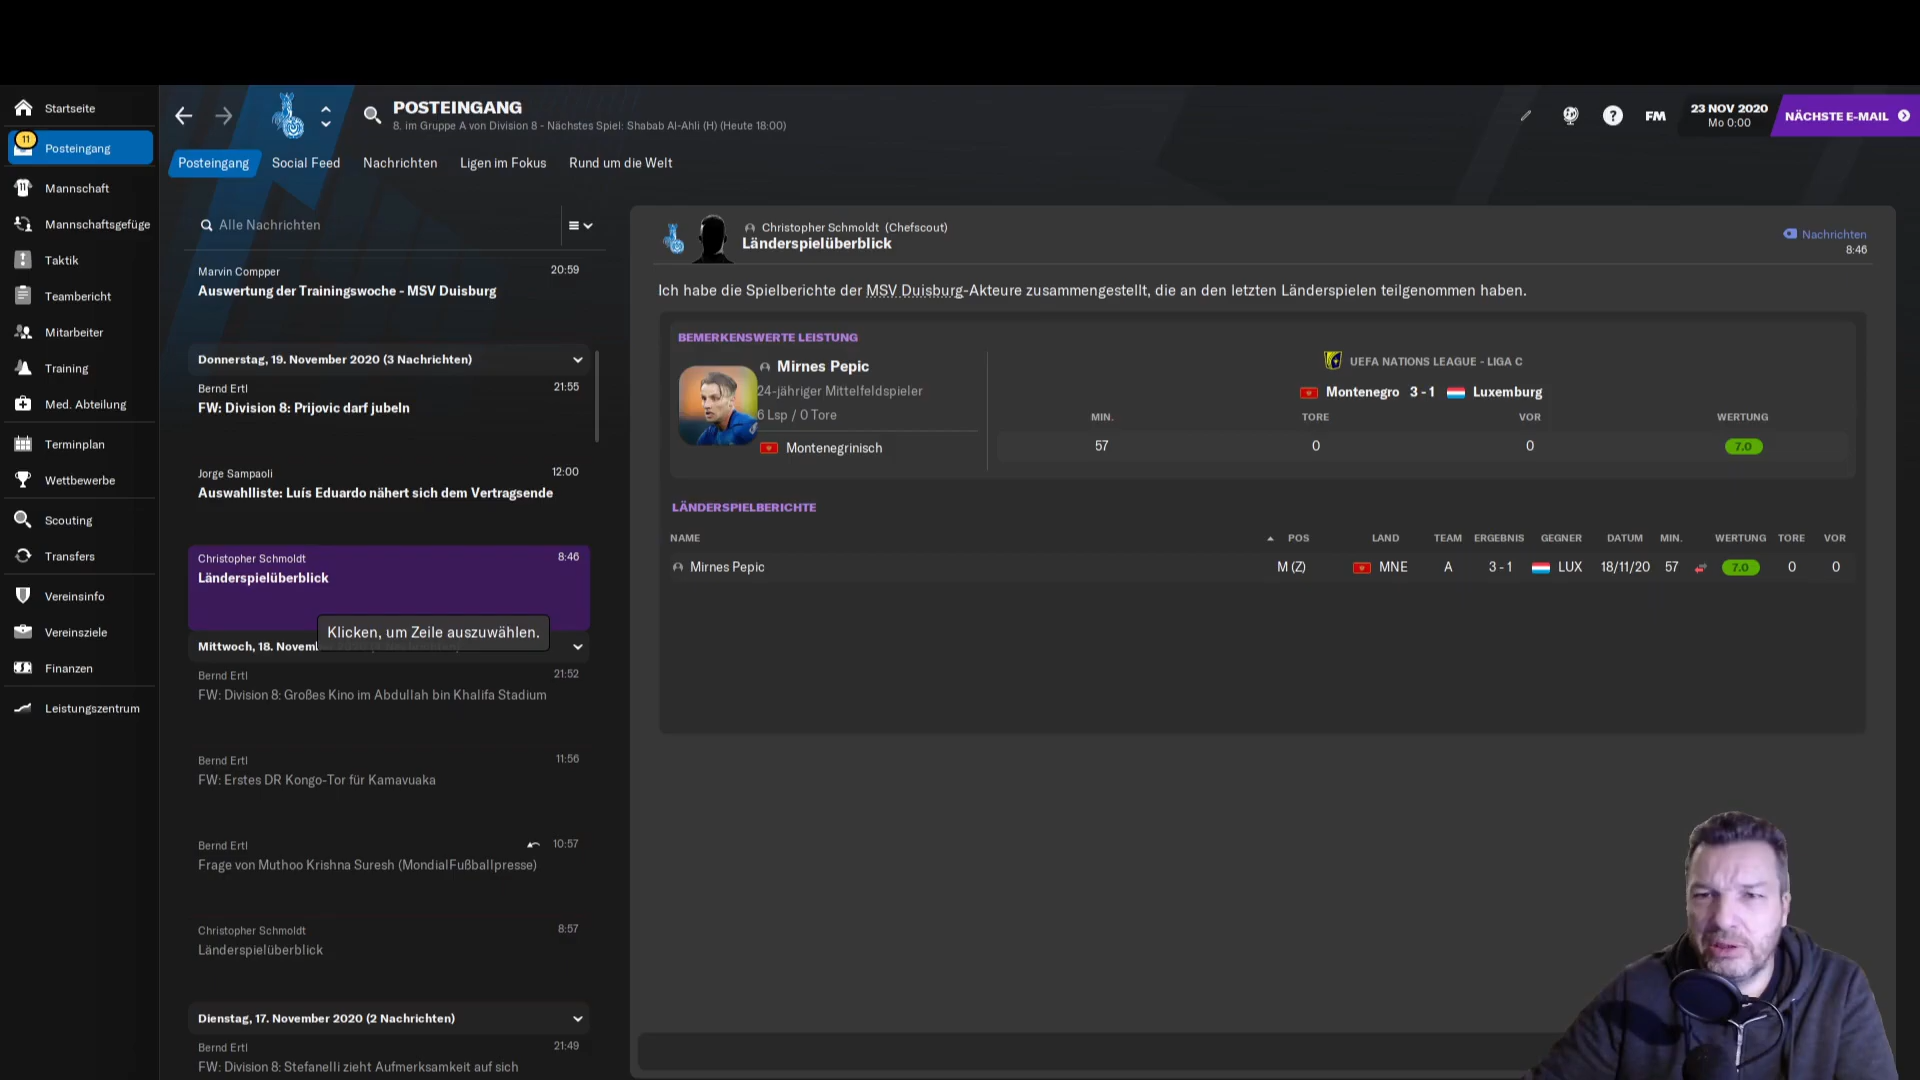 Startseite
11
Posteingang
Mannschaft
Mannschaftsgefüge
Taktik
Teambericht
Mitarbeiter
Training
Med. Abteilung
Terminplan
Wettbewerbe
Scouting
Transfers
Vereinsinfo
Vereinsziele
Finanzen
Leistungszentrum
POSTEINGANG
8. im Gruppe A von Division 8 - Nächstes Spiel: Shabab Al-Ahli (H) (Heute 18:00)
FM
23 NOV 2020
Mo 0:00
NÄCHSTE E-MAIL
Posteingang Social Feed Nachrichten Ligen im Fokus Rund um die Welt
Alle Nachrichten
Marvin Compper 20:59
Auswertung der Trainingswoche - MSV Duisburg
Donnerstag, 19. November 2020 (3 Nachrichten)
Bernd Ertl 21:55
FW: Division 8: Prijovic darf jubeln
Jorge Sampaoli 12:00
Auswahlliste: Luís Eduardo nähert sich dem Vertragsende
Christopher Schmoldt 8:46
Länderspielüberblick
Klicken, um Zeile auszuwählen.
Mittwoch, 18. Novem
Bernd Ertl 21:52
FW: Division 8: Großes Kino im Abdullah bin Khalifa Stadium
Bernd Ertl 11:56
FW: Erstes DR Kongo-Tor für Kamavuaka
Bernd Ertl 10:57
Frage von Muthoo Krishna Suresh (MondialFußballpresse)
Christopher Schmoldt 8:57
Länderspielüberblick
Dienstag, 17. November 2020 (2 Nachrichten)
Bernd Ertl 21:49
FW: Division 8: Stefanelli zieht Aufmerksamkeit auf sich
Christopher Schmoldt (Chefscout)
Länderspielüberblick
Nachrichten
8:46
Ich habe die Spielberichte der MSV Duisburg-Akteure zusammengestellt, die an den letzten Länderspielen teilgenommen haben.
BEMERKENSWERTE LEISTUNG
Mirnes Pepic
24-jähriger Mittelfeldspieler
6 Lsp / 0 Tore
Montenegrinisch
UEFA NATIONS LEAGUE - LIGA C
Montenegro 3 - 1 Luxemburg
MIN. TORE VOR WERTUNG
57 0 0 7.0
LÄNDERSPIELBERICHTE
NAME POS LAND TEAM ERGEBNIS GEGNER DATUM MIN. WERTUNG TORE VOR
Mirnes Pepic M (Z) MNE A 3 - 1 LUX 18/11/20 57 7.0 0 0